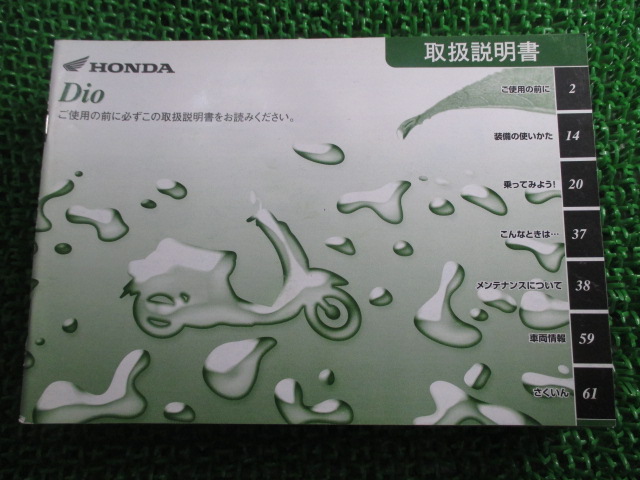 取扱説明書
HONDA
Dio
ご使用の前に必ずこの取扱説明書をお読みください。
ご使用の前に 2
装備の使いかた 14
乗ってみよう! 20
こんなときは… 37
メンテナンスについて 38
車両情報 59
さくいん 61